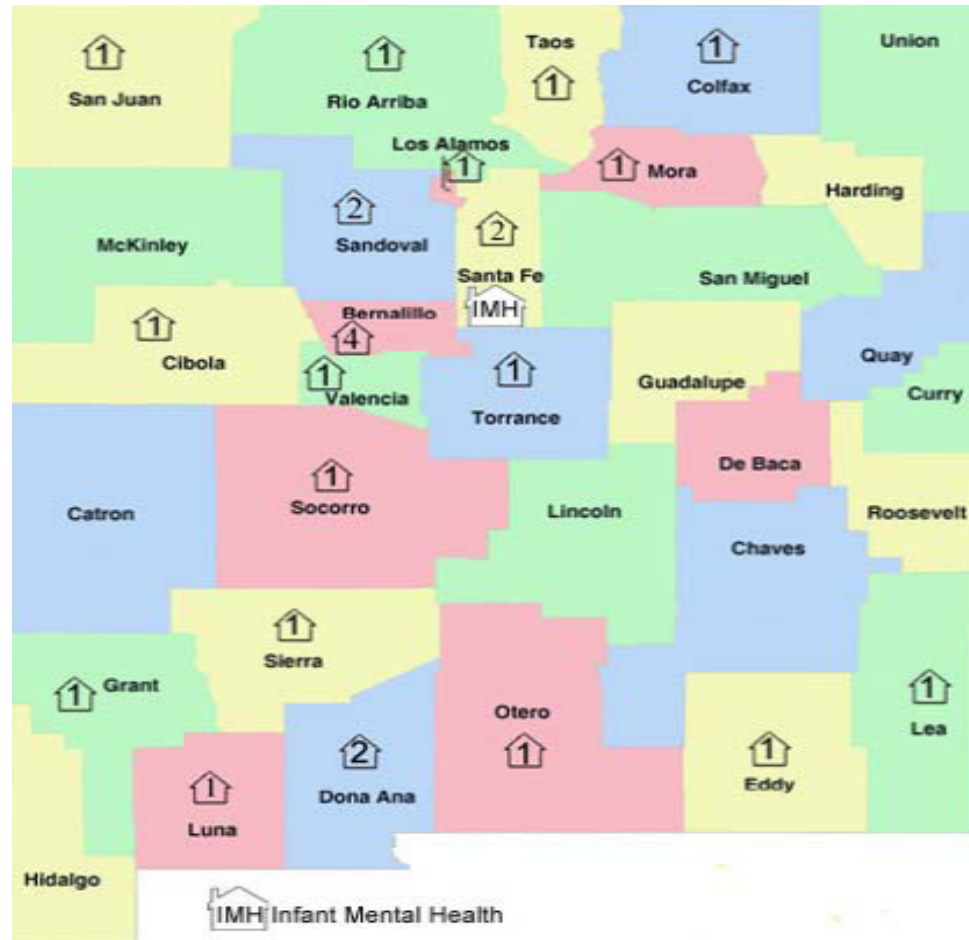 1
San Juan
1
Rio Arriba
Taos
1
1
Colfax
Union
Los Alamos
1
1
Mora
Harding
McKinley
2
Sandoval
2
Santa Fe
IMH
San Miguel
1
Cibola
Bernalillo
4
1
Valencia
1
Torrance
Guadalupe
Quay
Curry
De Baca
Roosevelt
Catron
1
Socorro
Lincoln
Chaves
1
Sierra
1
Grant
Otero
1
1
Lea
1
Luna
2
Dona Ana
1
Eddy
Hidalgo
IMH Infant Mental Health